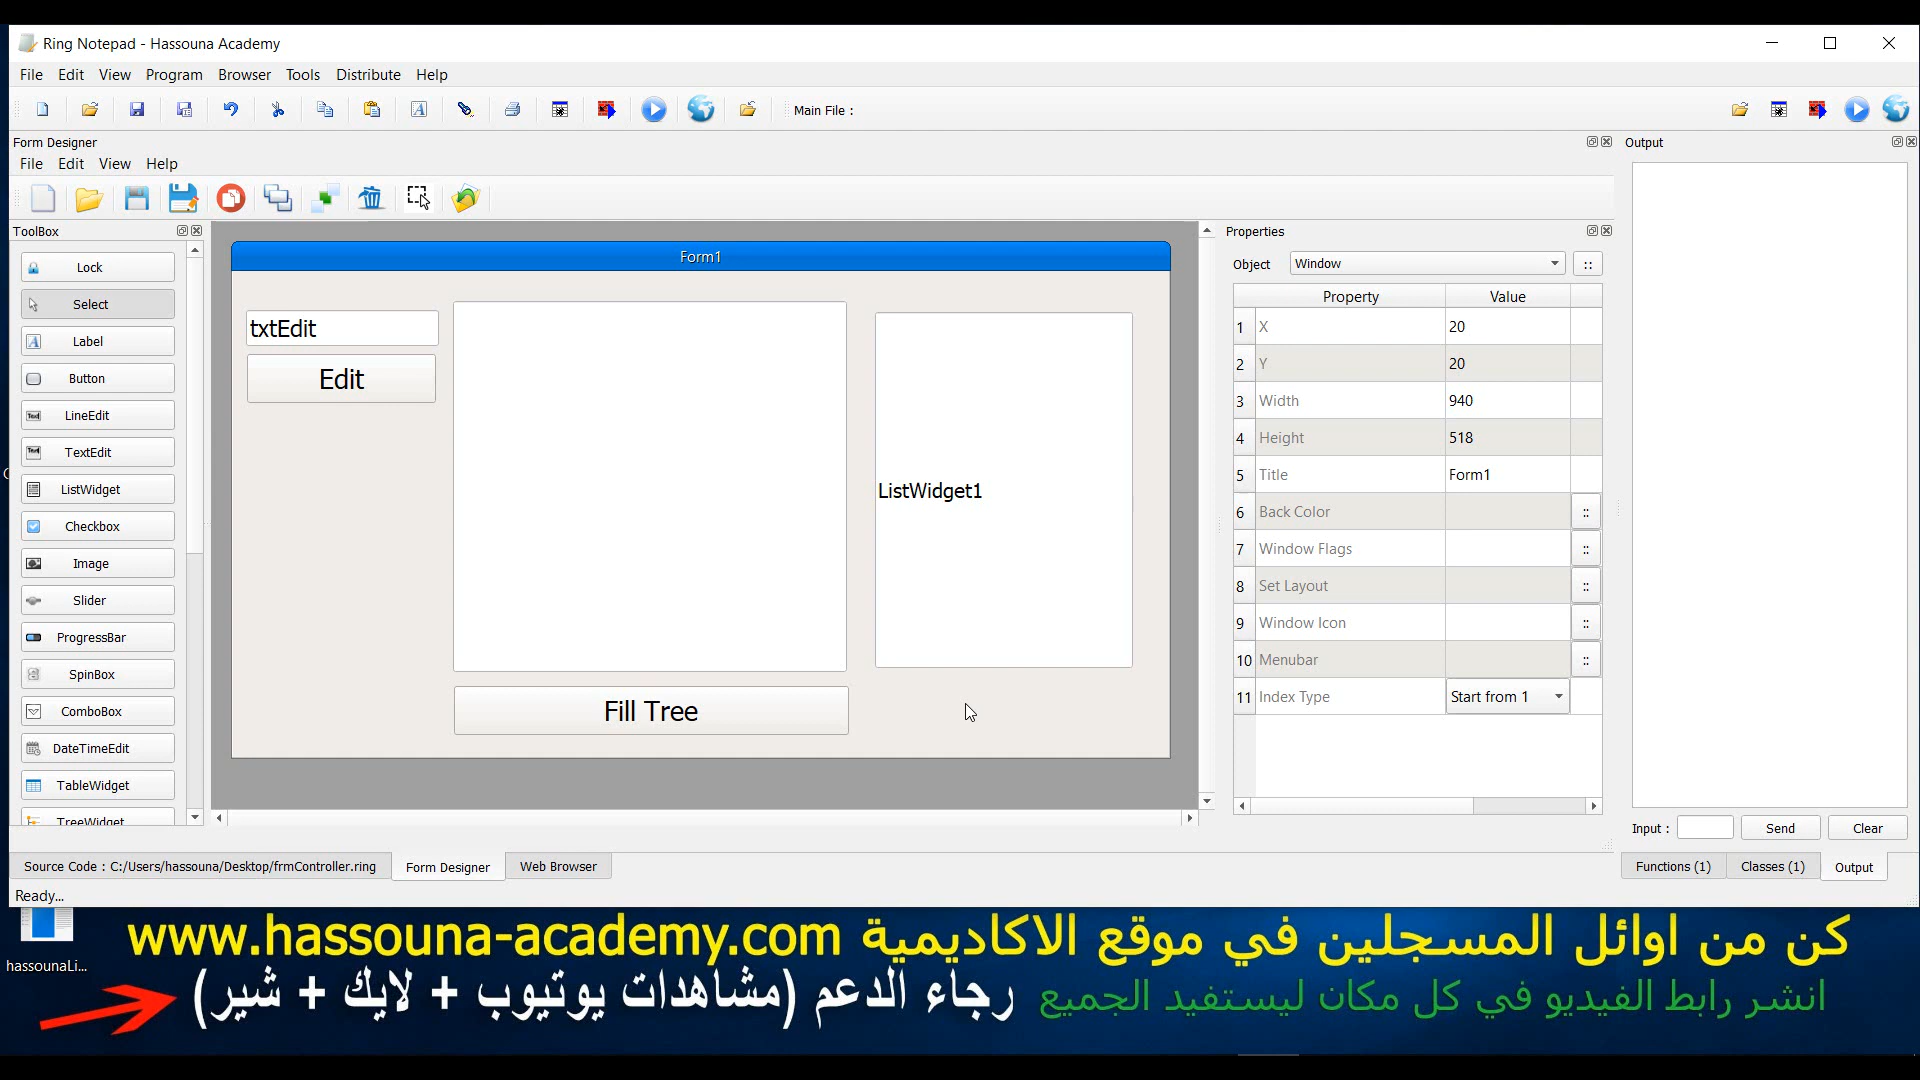 Ring Notepad - Hassouna Academy
File Edit View Program Browser Tools Distribute Help
Main File :
Form Designer
Output
File Edit View Help
ToolBox
Properties
Lock
Select
Label
Button
LineEdit
TextEdit
ListWidget
Checkbox
Image
Slider
ProgressBar
SpinBox
ComboBox
DateTimeEdit
TableWidget
TreeWidget
Form1
txtEdit
Edit
ListWidget1
Fill Tree
Object Window ::
Property Value
1 X 20
2 Y 20
3 Width 940
4 Height 518
5 Title Form1
6 Back Color ::
7 Window Flags ::
8 Set Layout ::
9 Window Icon ::
10 Menubar ::
11 Index Type Start from 1
Input : Send Clear
Source Code : C:/Users/hassouna/Desktop/frmController.ring Form Designer Web Browser
Functions (1) Classes (1) Output
Ready...
hassounaLi...
كن من اوائل المسجلين في موقع الاكاديمية www.hassouna-academy.com
انشر رابط الفيديو في كل مكان ليستفيد الجميع رجاء الدعم (مشاهدات يوتيوب + لايك + شير)